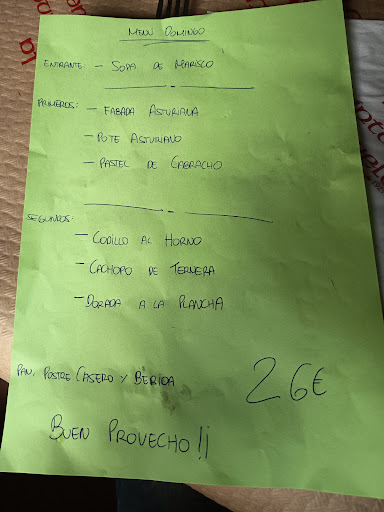 MENU DOMINGO
ENTRANTE: - SOPA DE MARISCO
PRIMEROS: - FABADA ASTURIANA
- POTE ASTURIANO
- PASTEL DE CABRACHO
SEGUNDOS:
- CODILLO AL HORNO
- CACHOPO DE TERNERA
- DORADA A LA PLANCHA
PAN, POSTRE CASERO Y BEBIDA
26€
BUEN PROVECHO!!